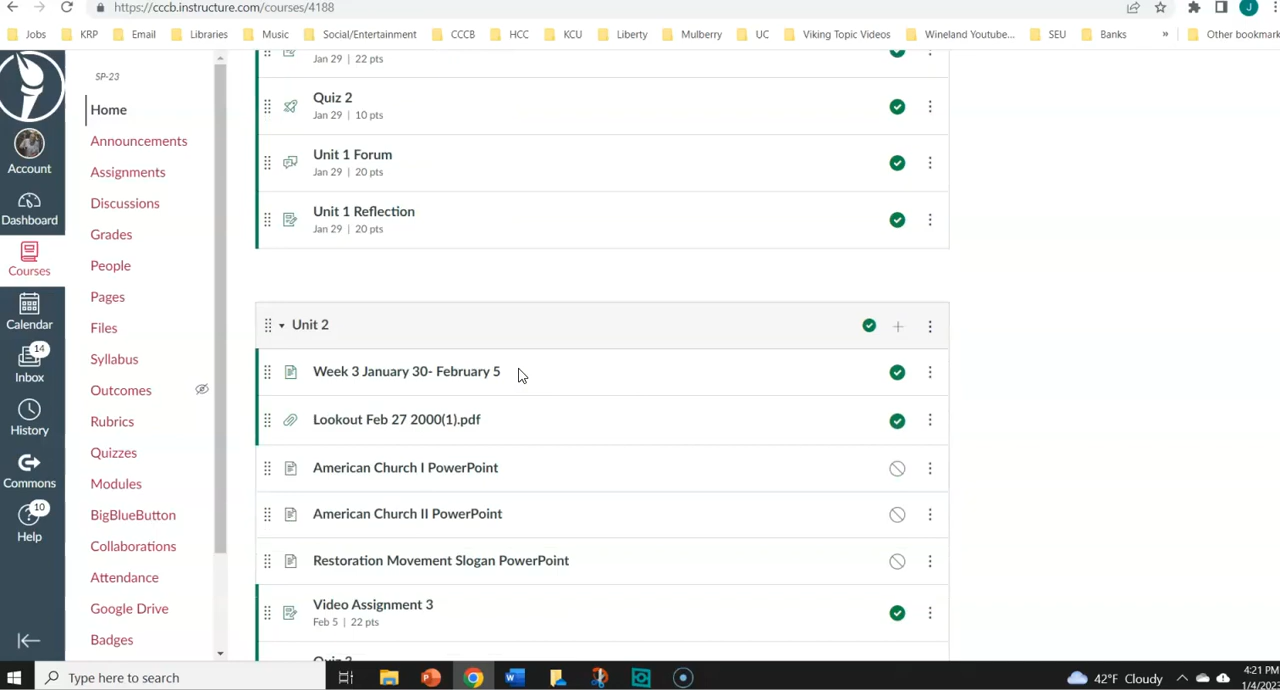 https://cccb.instructure.com/courses/4188
J
Jobs
KRP
Email
Libraries
Music
Social/Entertainment
CCCB
HCC
KCU
Liberty
Mulberry
UC
Viking Topic Videos
Wineland Youtube...
SEU
Banks
»
Other bookmark
SP-23
Home
Announcements
Assignments
Discussions
Grades
People
Pages
Files
Syllabus
Outcomes
Rubrics
Quizzes
Modules
BigBlueButton
Collaborations
Attendance
Google Drive
Badges
Account
Dashboard
Courses
Calendar
14
Inbox
History
Commons
10
Help
Jan 29 | 22 pts
Quiz 2
Jan 29 | 10 pts
Unit 1 Forum
Jan 29 | 20 pts
Unit 1 Reflection
Jan 29 | 20 pts
Unit 2
Week 3 January 30- February 5
Lookout Feb 27 2000(1).pdf
American Church I PowerPoint
American Church II PowerPoint
Restoration Movement Slogan PowerPoint
Video Assignment 3
Feb 5 | 22 pts
Quiz 3
Type here to search
42°F Cloudy
4:21 PM
1/4/202